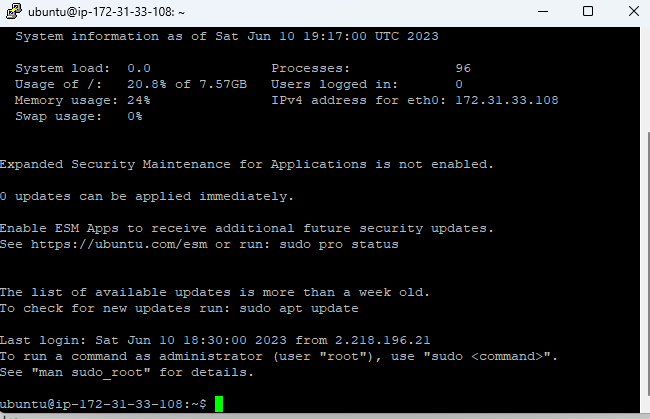 ubuntu@ip-172-31-33-108: ~
System information as of Sat Jun 10 19:17:00 UTC 2023
System load:  0.0                Processes:             96
Usage of /:   20.8% of 7.57GB   Users logged in:       0
Memory usage: 24%               IPv4 address for eth0: 172.31.33.108
Swap usage:   0%
Expanded Security Maintenance for Applications is not enabled.
0 updates can be applied immediately.
Enable ESM Apps to receive additional future security updates.
See https://ubuntu.com/esm or run: sudo pro status
The list of available updates is more than a week old.
To check for new updates run: sudo apt update
Last login: Sat Jun 10 18:30:00 2023 from 2.218.196.21
To run a command as administrator (user "root"), use "sudo <command>".
See "man sudo_root" for details.
ubuntu@ip-172-31-33-108:~$